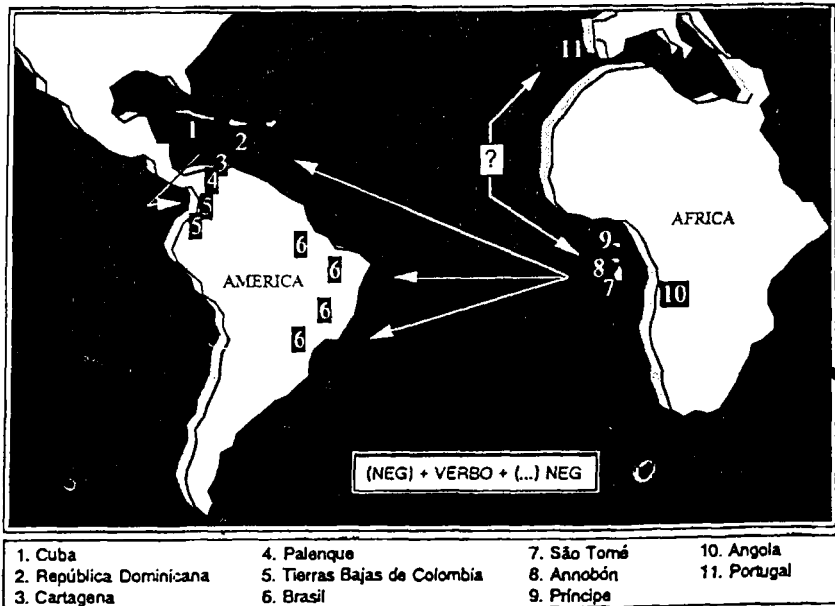 11
1
2
?
3
4
5
5
AFRICA
9
6
6
8
AMERICA
7
10
6
6
(NEG) + VERBO + (...) NEG
1. Cuba
2. República Dominicana
3. Cartagena
4. Palenque
5. Tierras Bajas de Colombia
6. Brasil
7. São Tomé
8. Annobón
9. Príncipe
10. Angola
11. Portugal